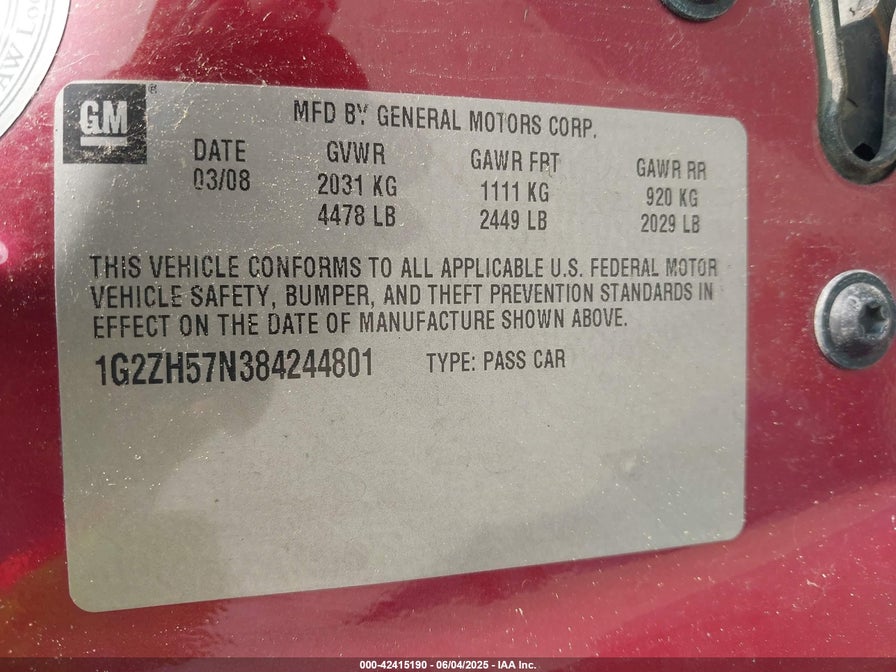 GM
MFD BY GENERAL MOTORS CORP.
DATE GVWR GAWR FRT GAWR RR
03/08 2031 KG 1111 KG 920 KG
4478 LB 2449 LB 2029 LB
THIS VEHICLE CONFORMS TO ALL APPLICABLE U.S. FEDERAL MOTOR
VEHICLE SAFETY, BUMPER, AND THEFT PREVENTION STANDARDS IN
EFFECT ON THE DATE OF MANUFACTURE SHOWN ABOVE.
1G2ZH57N384244801 TYPE: PASS CAR
000-42415190 - 06/04/2025 - IAA Inc.